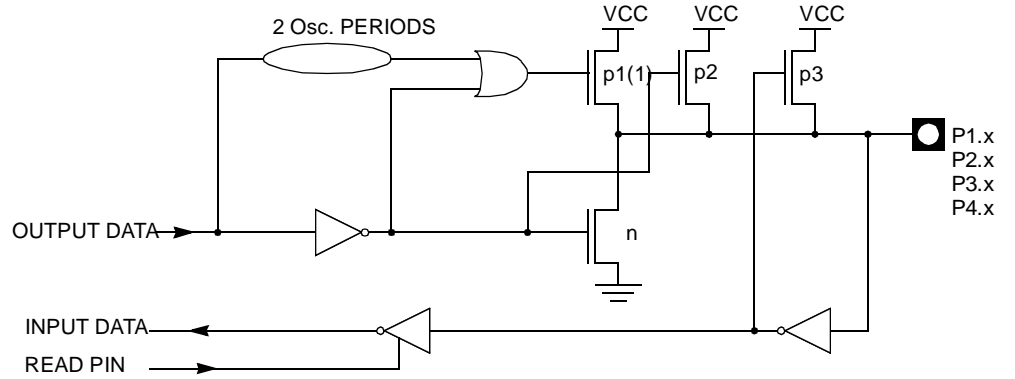 2 Osc. PERIODS
VCC
VCC
VCC
p1(1)
p2
p3
P1.x
P2.x
P3.x
P4.x
OUTPUT DATA
n
INPUT DATA
READ PIN